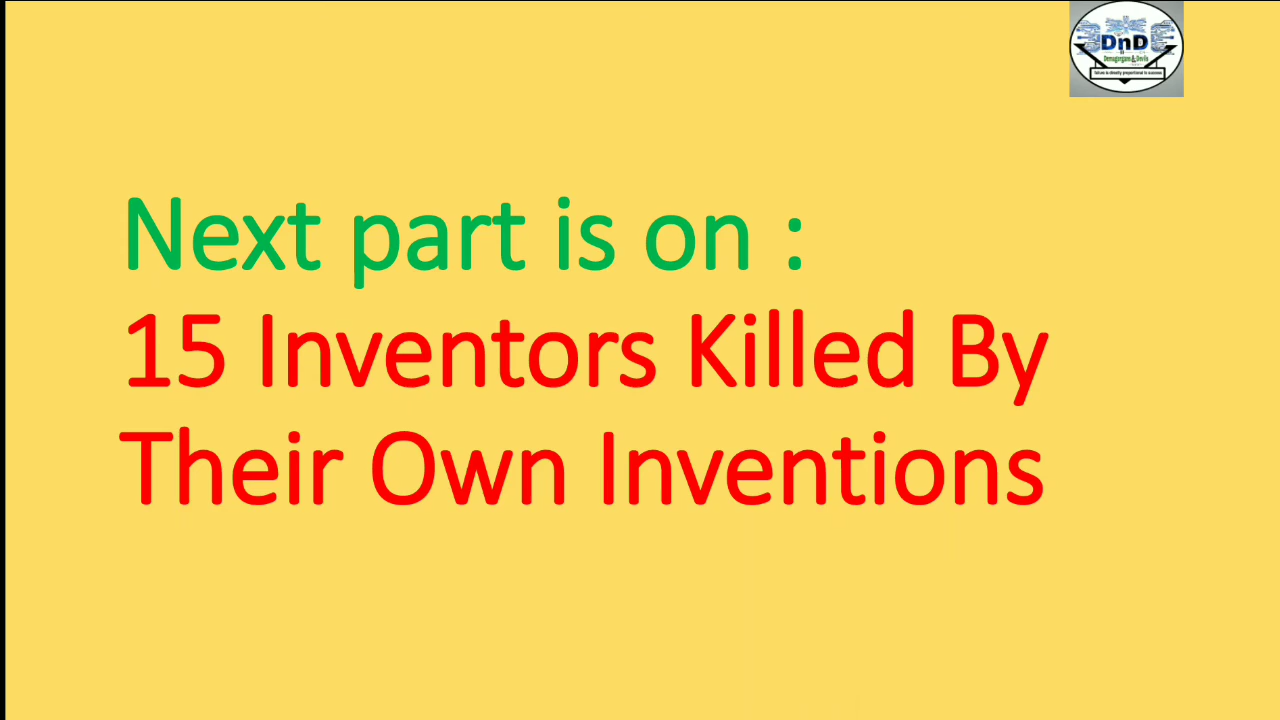 DnD
Next part is on :
15 Inventors Killed By
Their Own Inventions